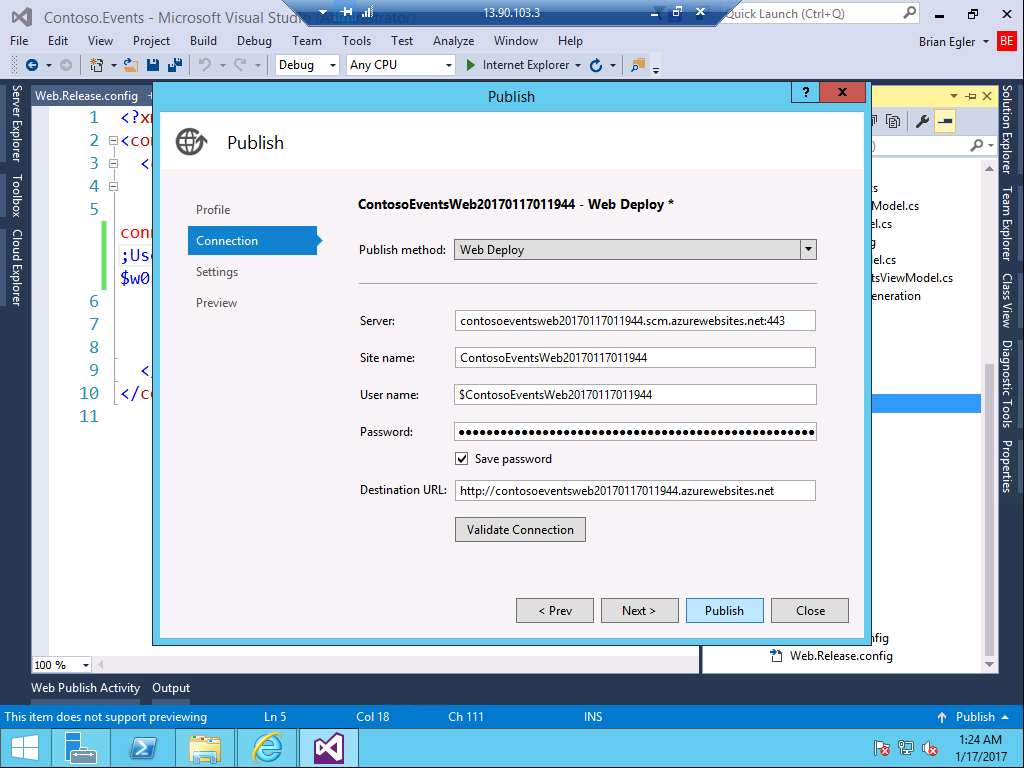 Contoso.Events - Microsoft Visual Studio (Administrator)
13.90.103.3
Quick Launch (Ctrl+Q)
File Edit View Project Build Debug Team Tools Test Analyze Window Help
Brian Egler BE
Debug Any CPU Internet Explorer
Server Explorer
Toolbox
Cloud Explorer
Web.Release.config
1 <?x
2 <co
3 <
4
5
con
;Use
$w0
6
7
8
9 </
10 </c
11
Publish
?
X
Publish
Profile
Connection
Settings
Preview
ContosoEventsWeb20170117011944 - Web Deploy *
Publish method: Web Deploy
Server: contosoeventsweb20170117011944.scm.azurewebsites.net:443
Site name: ContosoEventsWeb20170117011944
User name: $ContosoEventsWeb20170117011944
Password: ••••••••••••••••••••••••••••••••••••••••••••••••••
Save password
Destination URL: http://contosoeventsweb20170117011944.azurewebsites.net
Validate Connection
< Prev Next > Publish Close
cs
Model.cs
el.cs
g
del.cs
tsViewModel.cs
eneration
nfig
Web.Release.config
Solution Explorer
Team Explorer
Class View
Diagnostic Tools
Properties
100 %
Web Publish Activity Output
This item does not support previewing Ln 5 Col 18 Ch 111 INS Publish
1:24 AM
1/17/2017